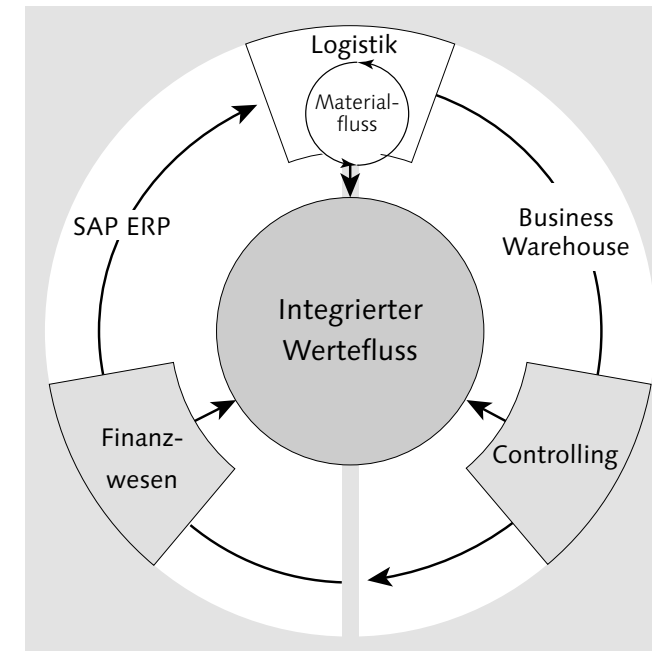 Logistik
Material-
fluss
SAP ERP
Business
Warehouse
Integrierter
Wertefluss
Finanz-
wesen
Controlling